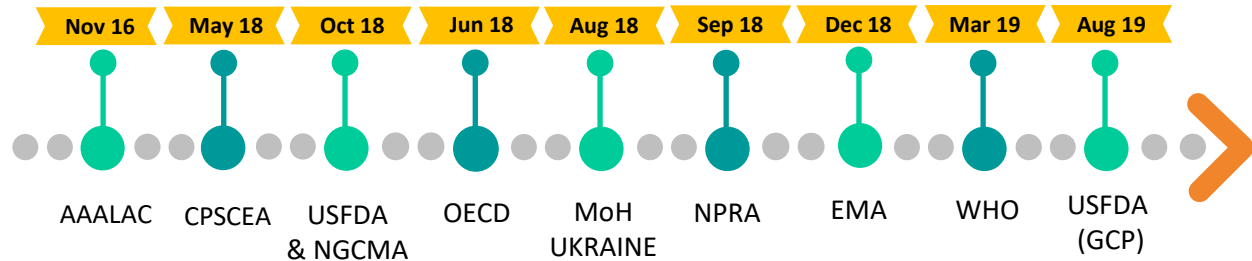 Nov 16 May 18 Oct 18 Jun 18 Aug 18 Sep 18 Dec 18 Mar 19 Aug 19
AAALAC CPSCEA USFDA OECD MoH NPRA EMA WHO USFDA
& NGCMA UKRAINE (GCP)